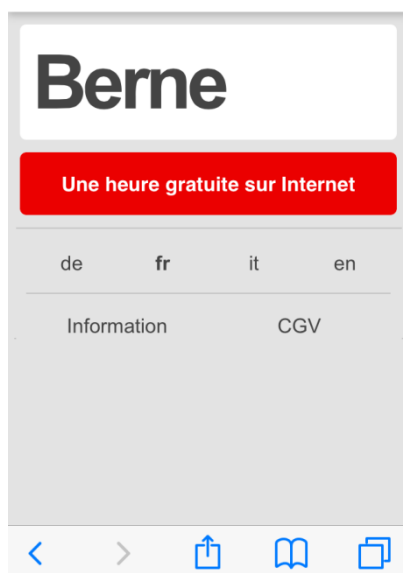 Berne
Une heure gratuite sur Internet
de fr it en
Information CGV